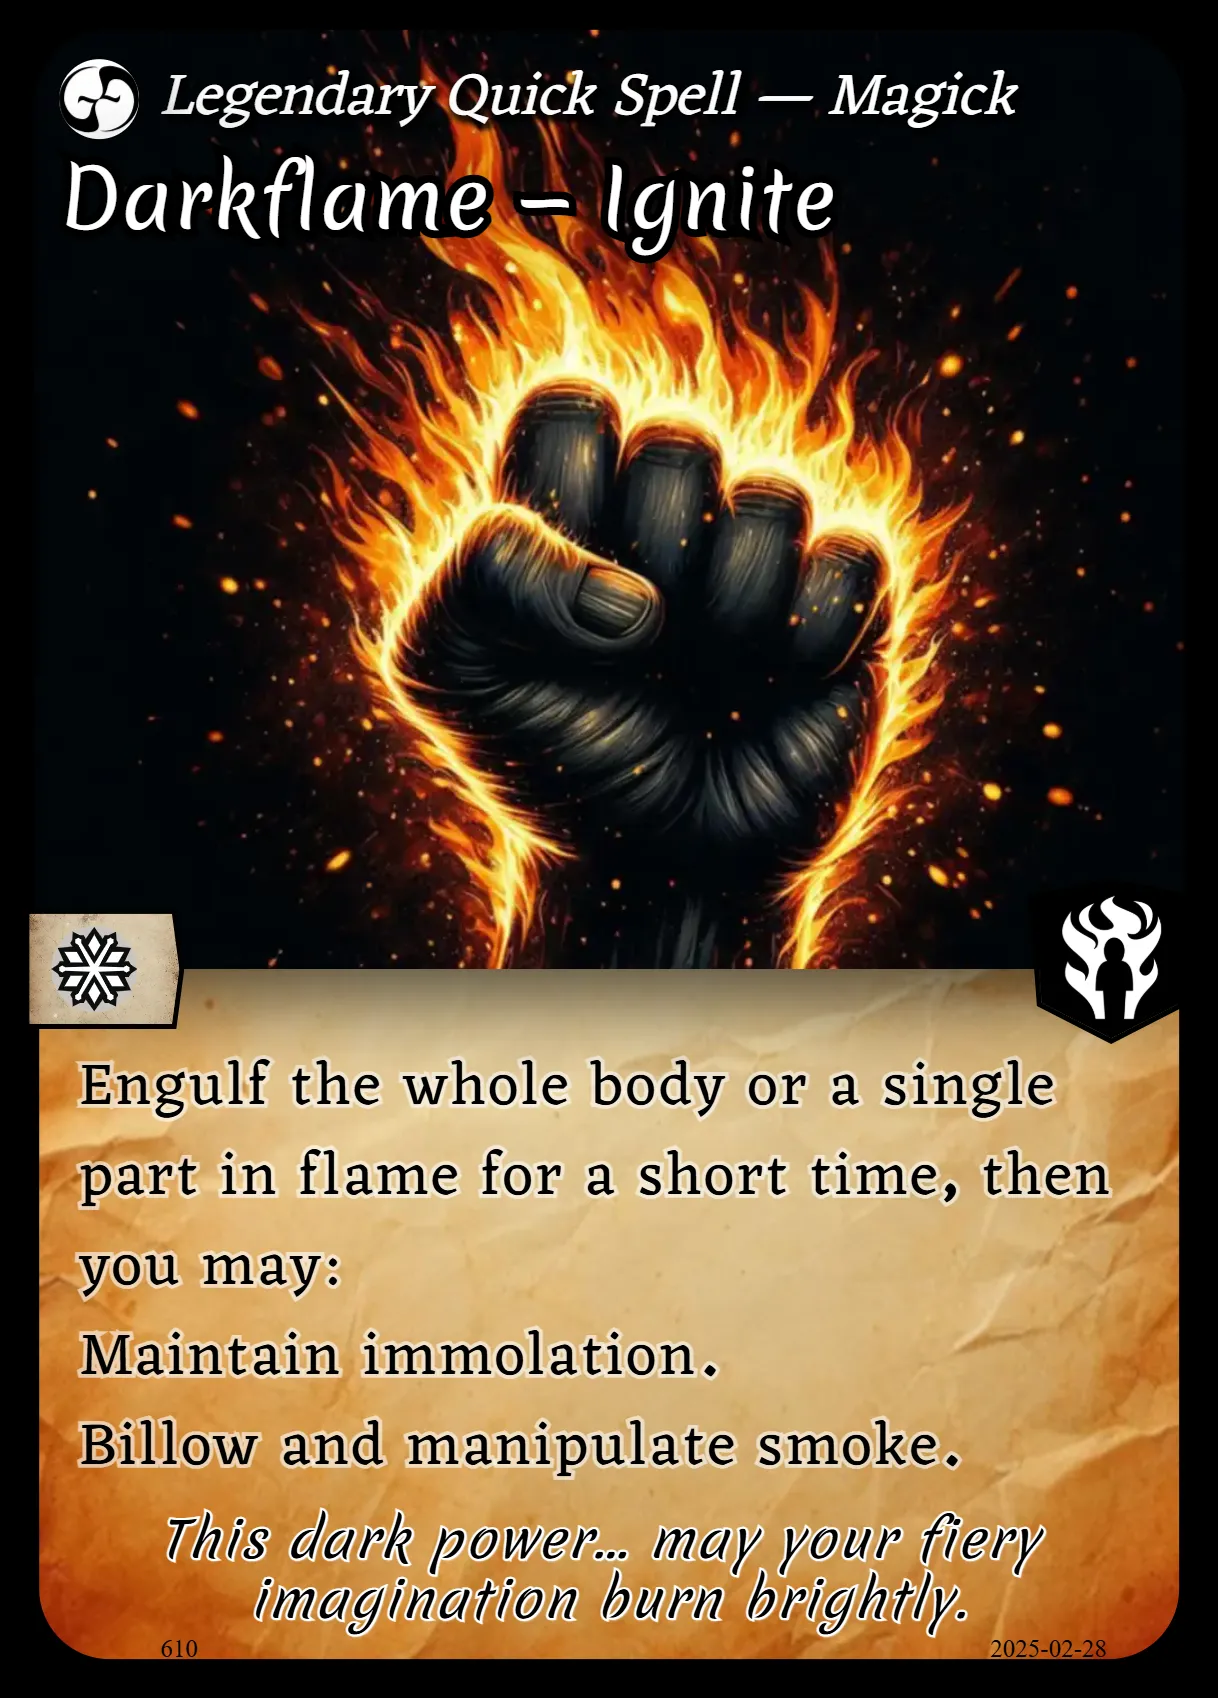 Legendary Quick Spell — Magick
Darkflame – Ignite
Engulf the whole body or a single
part in flame for a short time, then
you may:
Maintain immolation.
Billow and manipulate smoke.
This dark power... may your fiery
imagination burn brightly.
610
2025-02-28